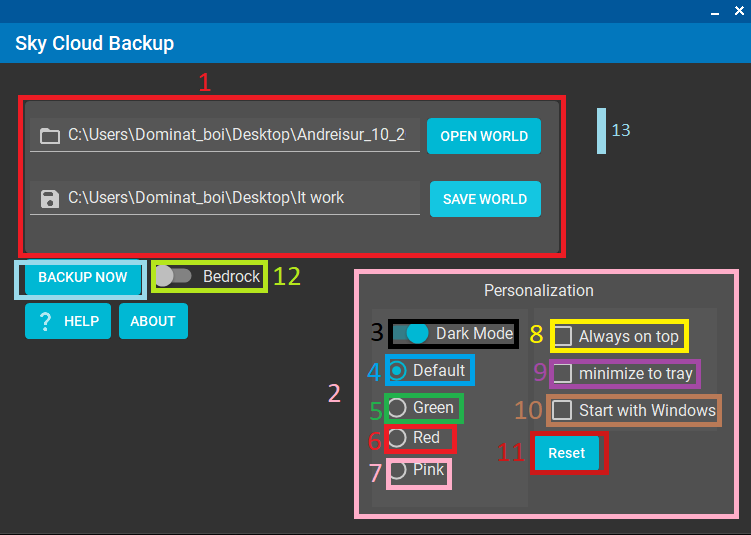 Sky Cloud Backup
1
C:\Users\Dominat_boi\Desktop\Andreisur_10_2
OPEN WORLD
13
C:\Users\Dominat_boi\Desktop\It work
SAVE WORLD
BACKUP NOW
Bedrock
12
? HELP
ABOUT
Personalization
2
3
Dark Mode
4
Default
5
Green
6
Red
7
Pink
8
Always on top
9
minimize to tray
10
Start with Windows
11
Reset